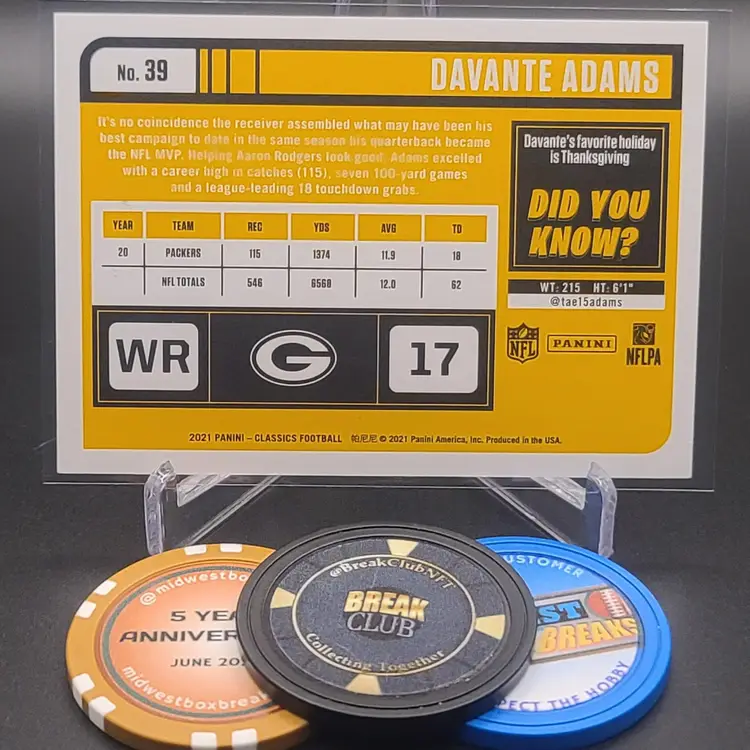 No. 39
DAVANTE ADAMS
It's no coincidence the receiver assembled what may have been his
best campaign to date in the same season his quarterback became
the NFL MVP. Helping Aaron Rodgers look good, Adams excelled
with a career high in catches (115), seven 100-yard games
and a league-leading 18 touchdown grabs.
Davante's favorite holiday
is Thanksgiving
DID YOU
KNOW?
YEAR TEAM REC YDS AVG TD
20 PACKERS 115 1374 11.9 18
NFL TOTALS 546 6568 12.0 62
WT: 215 HT: 6'1"
@tae15adams
WR
G
17
NFL
PANINI
NFLPA
2021 PANINI – CLASSICS FOOTBALL 帕尼尼 © 2021 Panini America, Inc. Produced in the USA.
@midwestbox
5 YEA
ANNIVER
JUNE 20
midwestboxbreak
@BreakClubNFT
BREAK
CLUB
Collecting Together
USTOMER
ST
BREAKS
PECT THE HOBBY